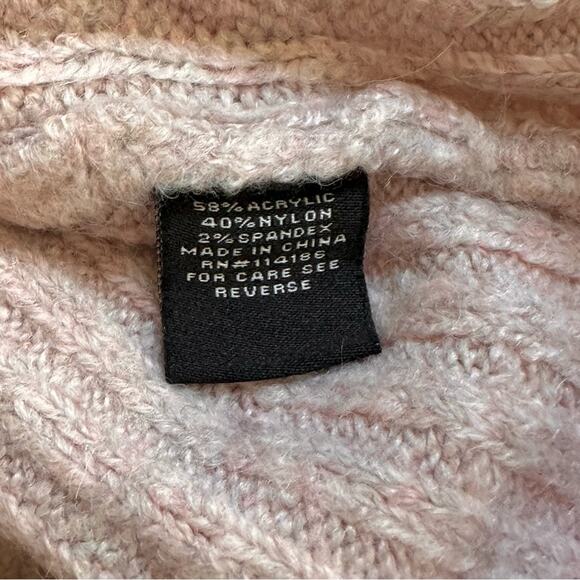 58% ACRYLIC
40% NYLON
2% SPANDEX
MADE IN CHINA
RN#114186
FOR CARE SEE
REVERSE